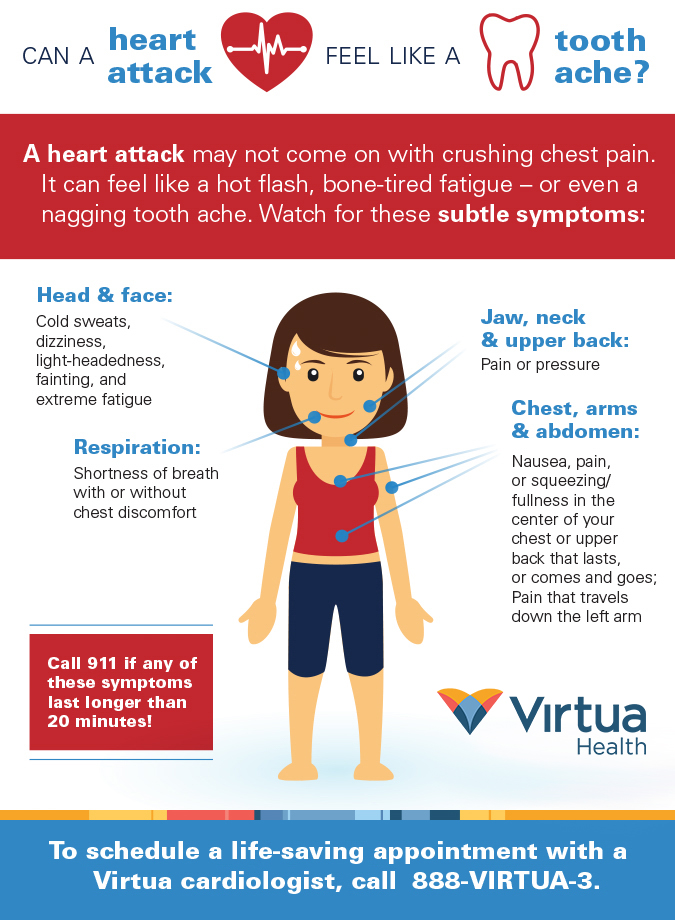 CAN A heart attack FEEL LIKE A tooth ache?
A heart attack may not come on with crushing chest pain.
It can feel like a hot flash, bone-tired fatigue – or even a
nagging tooth ache. Watch for these subtle symptoms:
Head & face:
Cold sweats,
dizziness,
light-headedness,
fainting, and
extreme fatigue
Respiration:
Shortness of breath
with or without
chest discomfort
Jaw, neck
& upper back:
Pain or pressure
Chest, arms
& abdomen:
Nausea, pain,
or squeezing/
fullness in the
center of your
chest or upper
back that lasts,
or comes and goes;
Pain that travels
down the left arm
Call 911 if any of
these symptoms
last longer than
20 minutes!
Virtua
Health
To schedule a life-saving appointment with a
Virtua cardiologist, call 888-VIRTUA-3.